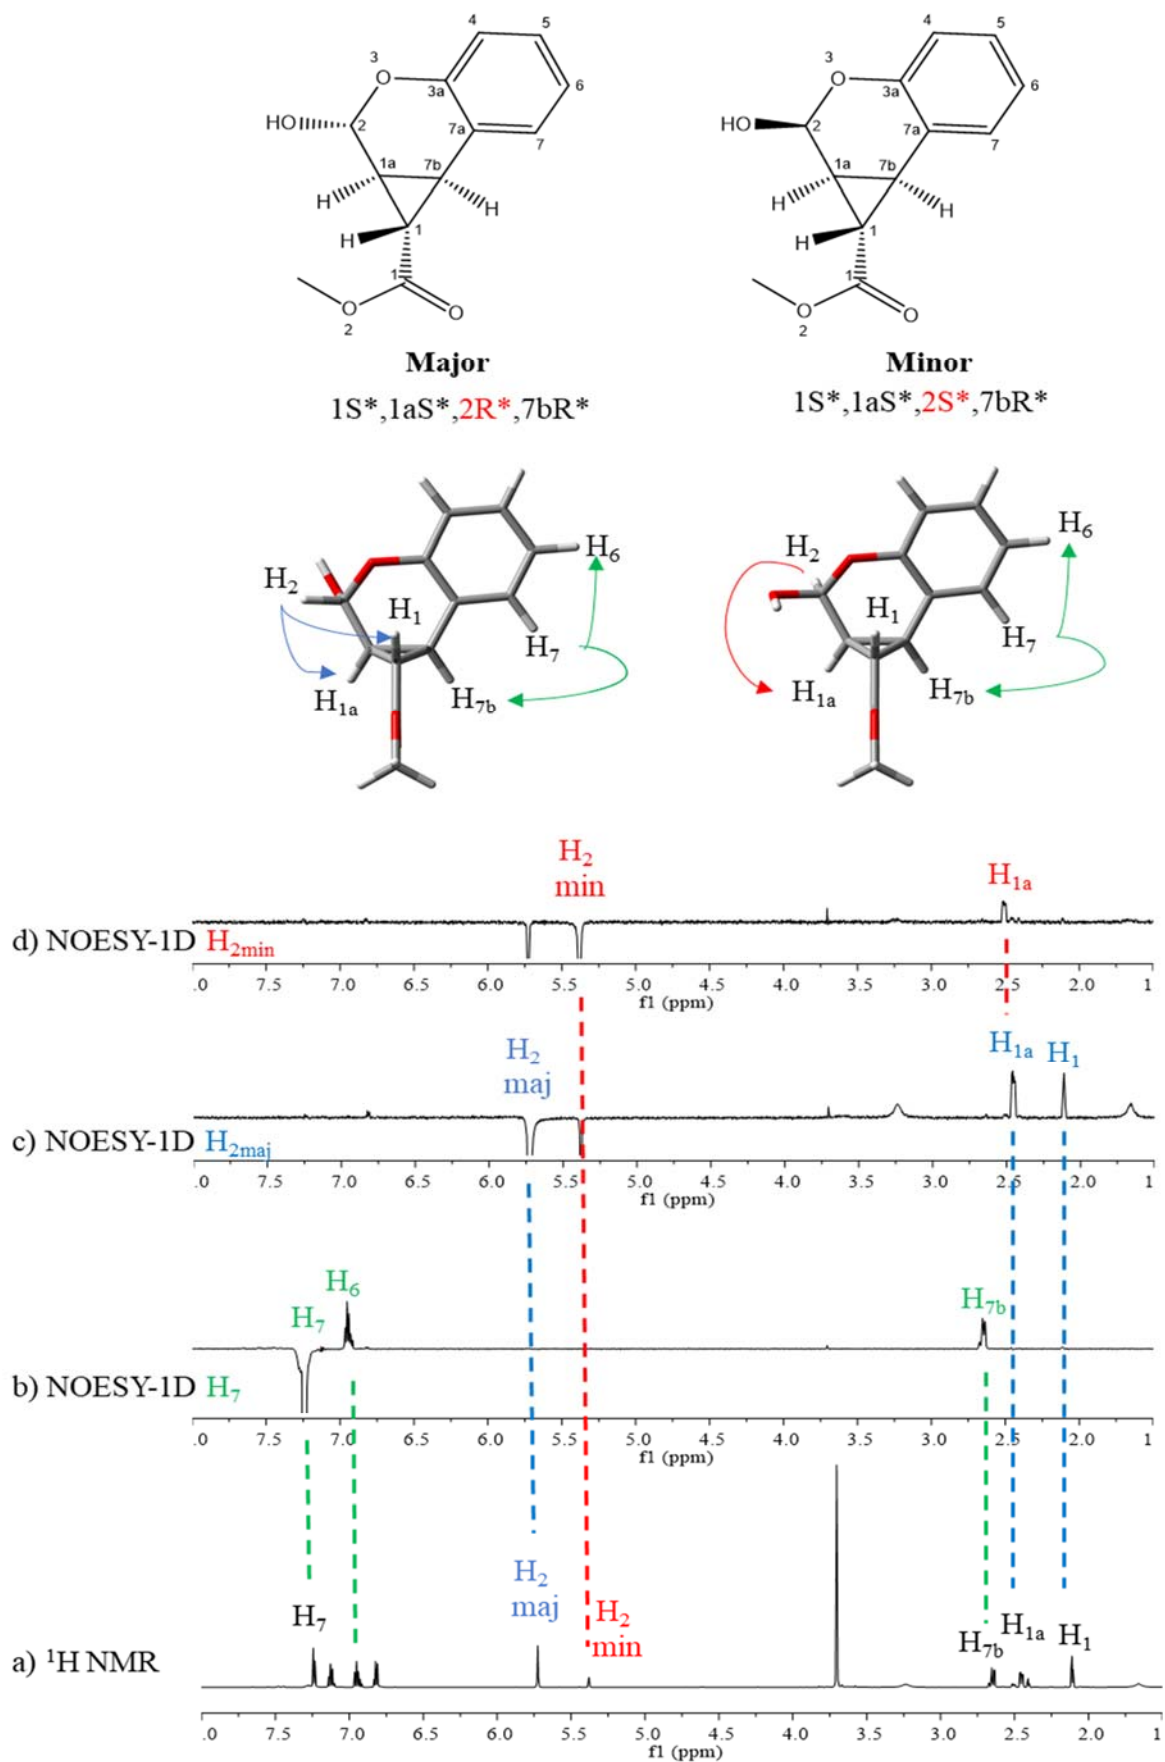 4 5
3
O
6
3a
HO
2
7a
7
1a 7b
H H
H 1
1
O O
2
Major
1S*,1aS*,2R*,7bR*
4 5
3
O
6
3a
HO
2
7a
7
1a 7b
H H
H 1
1
O O
2
Minor
1S*,1aS*,2S*,7bR*
H2 H1 H6
H7
H1a H7b
H2 H1 H6
H7
H1a H7b
H2
min
H1a
d) NOESY-1D H2min
.0 7.5 7.0 6.5 6.0 5.5 5.0 4.5 4.0 3.5 3.0 2.5 2.0 1
f1 (ppm)
H2
maj
H1a H1
c) NOESY-1D H2maj
.0 7.5 7.0 6.5 6.0 5.5 5.0 4.5 4.0 3.5 3.0 2.5 2.0 1
f1 (ppm)
H7 H6 H7b
b) NOESY-1D H7
.0 7.5 7.0 6.5 6.0 5.5 5.0 4.5 4.0 3.5 3.0 2.5 2.0 1
f1 (ppm)
H7
H2
maj
H2
min
H7b H1a H1
a) ¹H NMR
.0 7.5 7.0 6.5 6.0 5.5 5.0 4.5 4.0 3.5 3.0 2.5 2.0 1
f1 (ppm)